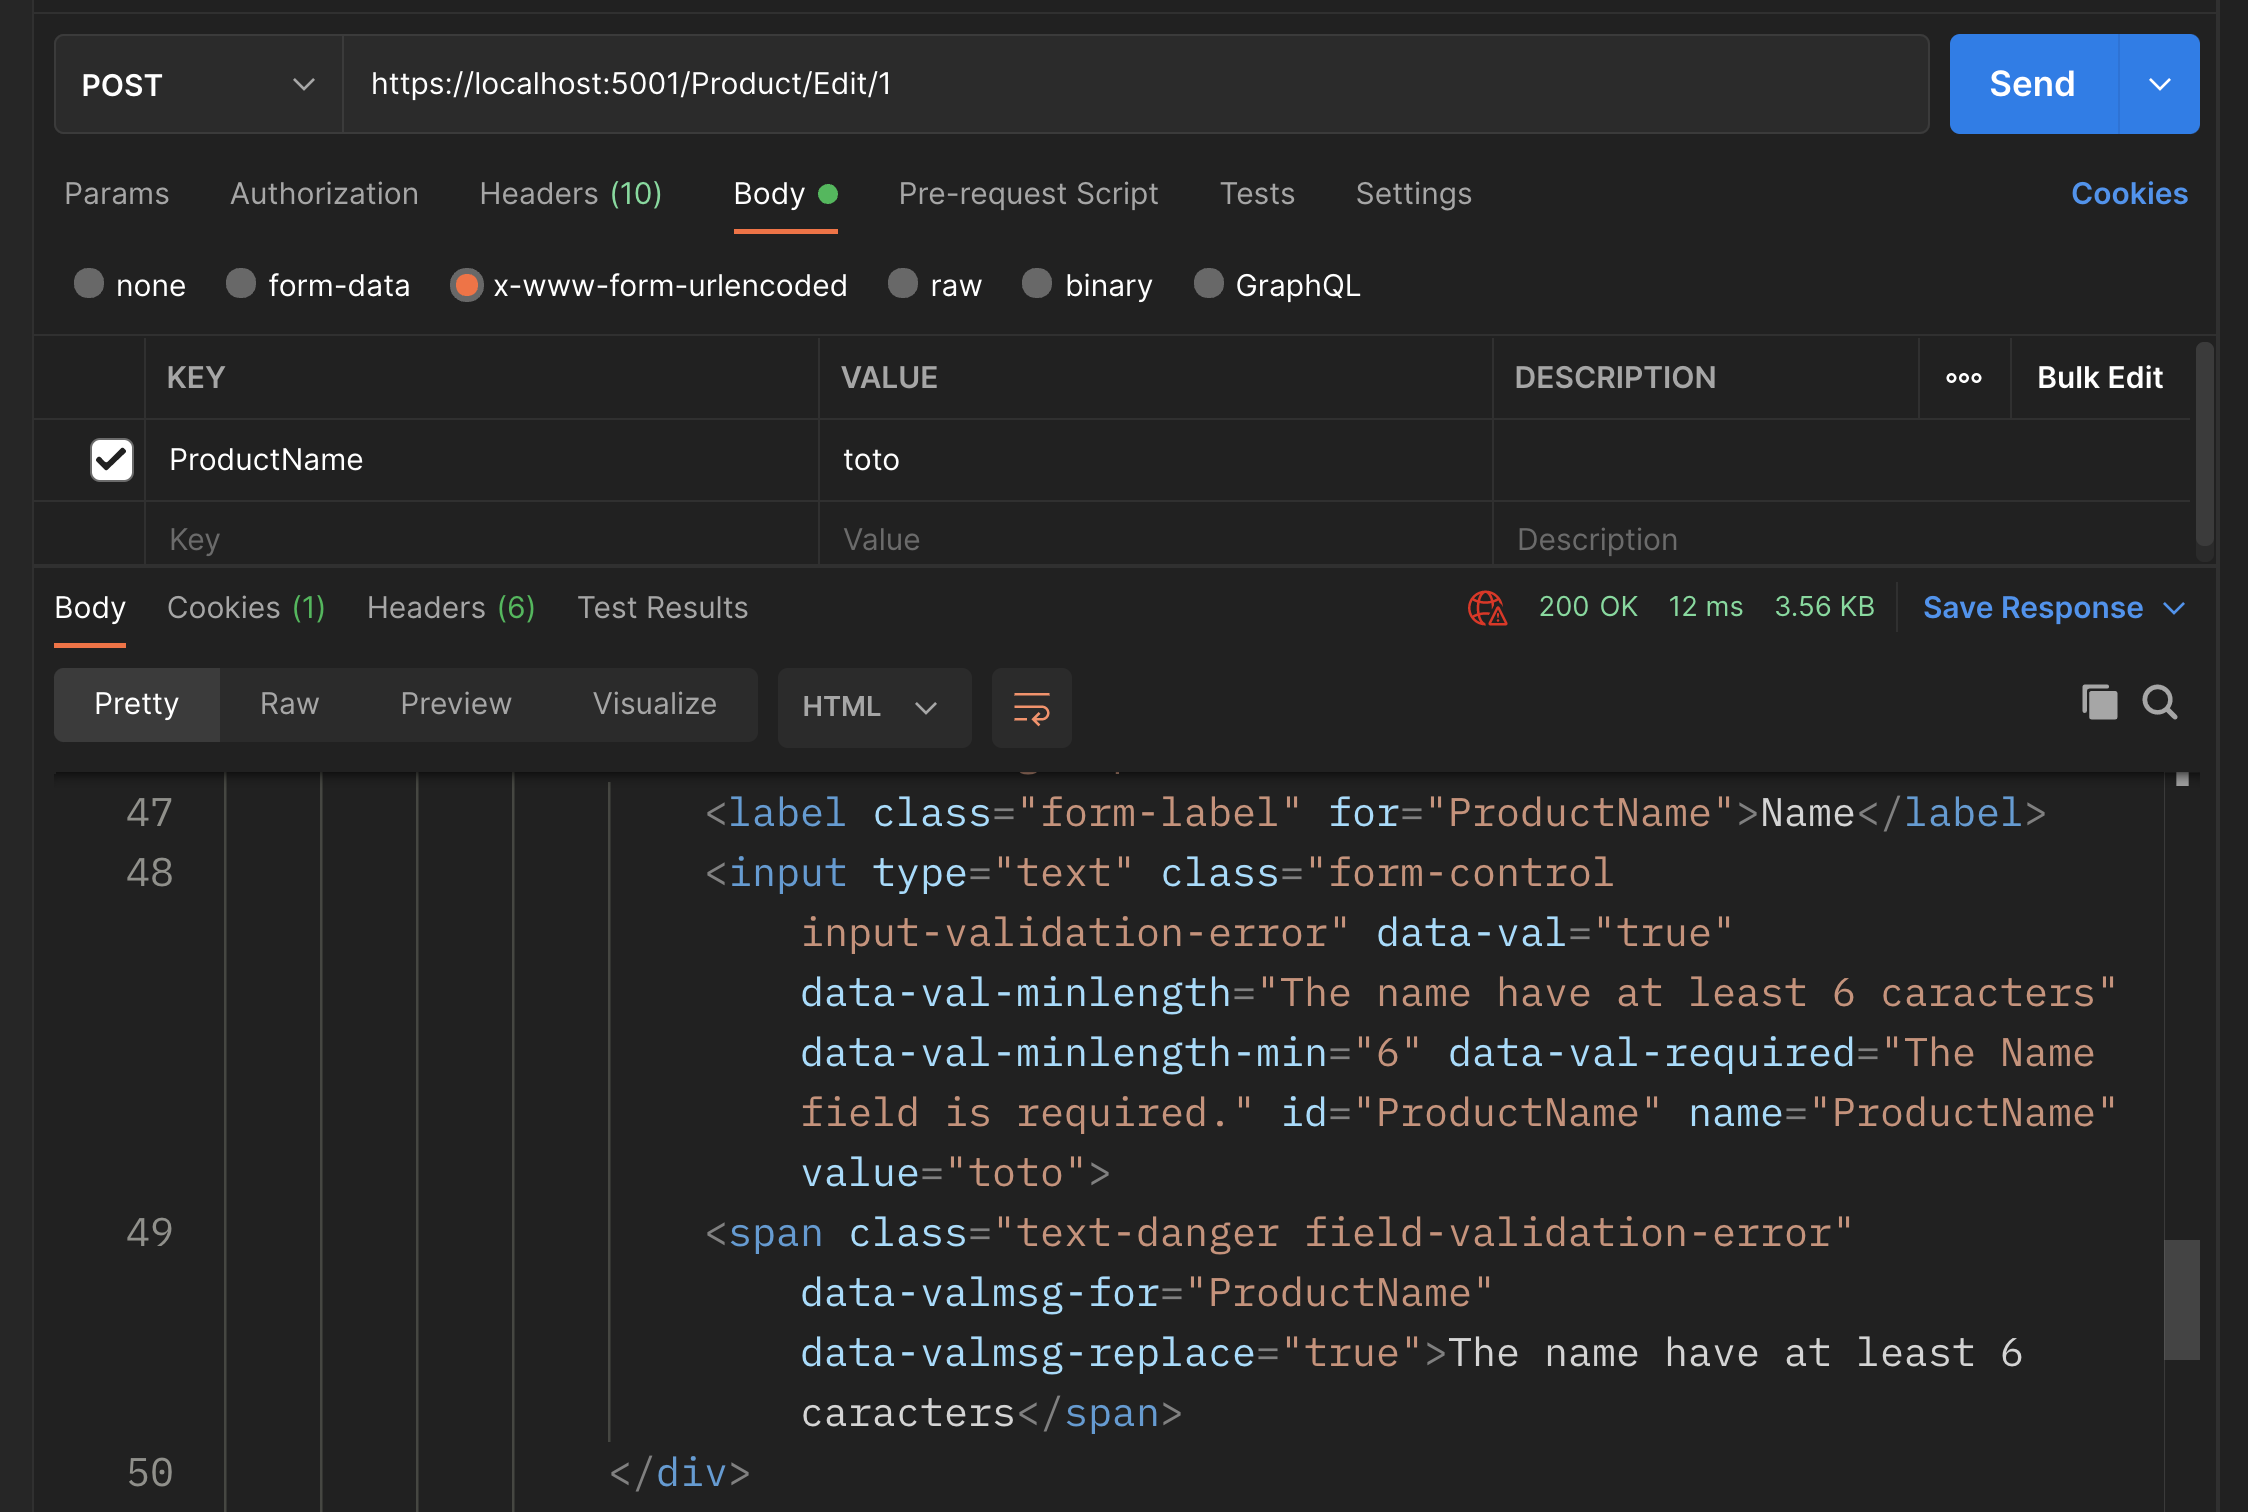 POST https://localhost:5001/Product/Edit/1 Send
Params Authorization Headers (10) Body Pre-request Script Tests Settings Cookies
none form-data x-www-form-urlencoded raw binary GraphQL
KEY VALUE DESCRIPTION ooo Bulk Edit
ProductName toto
Key Value Description
Body Cookies (1) Headers (6) Test Results 200 OK 12 ms 3.56 KB Save Response
Pretty Raw Preview Visualize HTML
47 <label class="form-label" for="ProductName">Name</label>
48 <input type="text" class="form-control
input-validation-error" data-val="true"
data-val-minlength="The name have at least 6 caracters"
data-val-minlength-min="6" data-val-required="The Name
field is required." id="ProductName" name="ProductName"
value="toto">
49 <span class="text-danger field-validation-error"
data-valmsg-for="ProductName"
data-valmsg-replace="true">The name have at least 6
caracters</span>
50 </div>